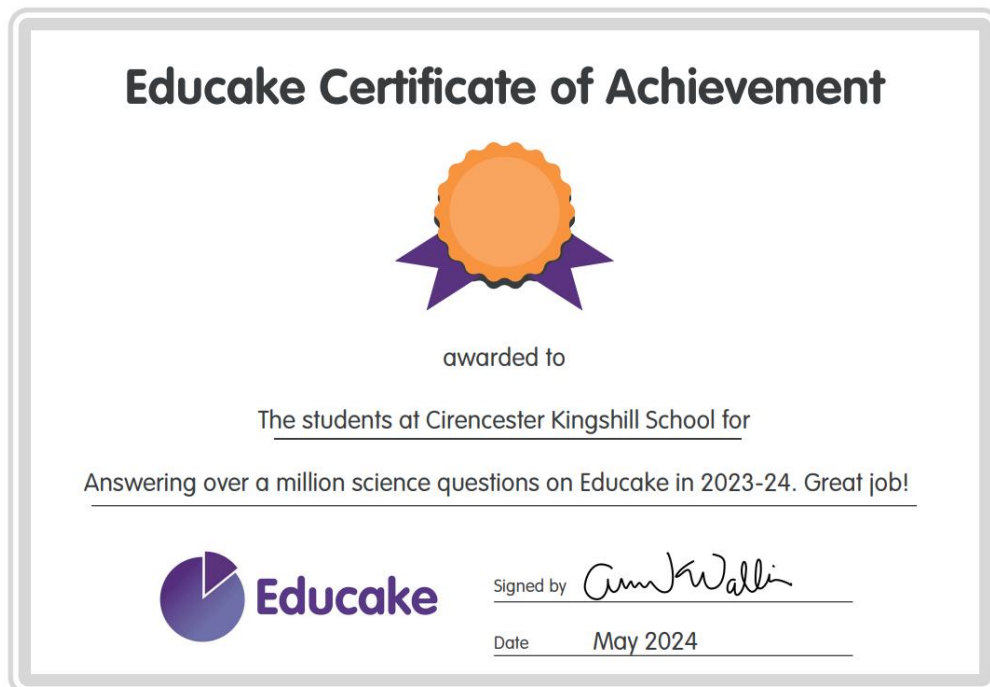 Educake Certificate of Achievement
awarded to
The students at Cirencester Kingshill School for
Answering over a million science questions on Educake in 2023-24. Great job!
Educake
Signed by
Date May 2024